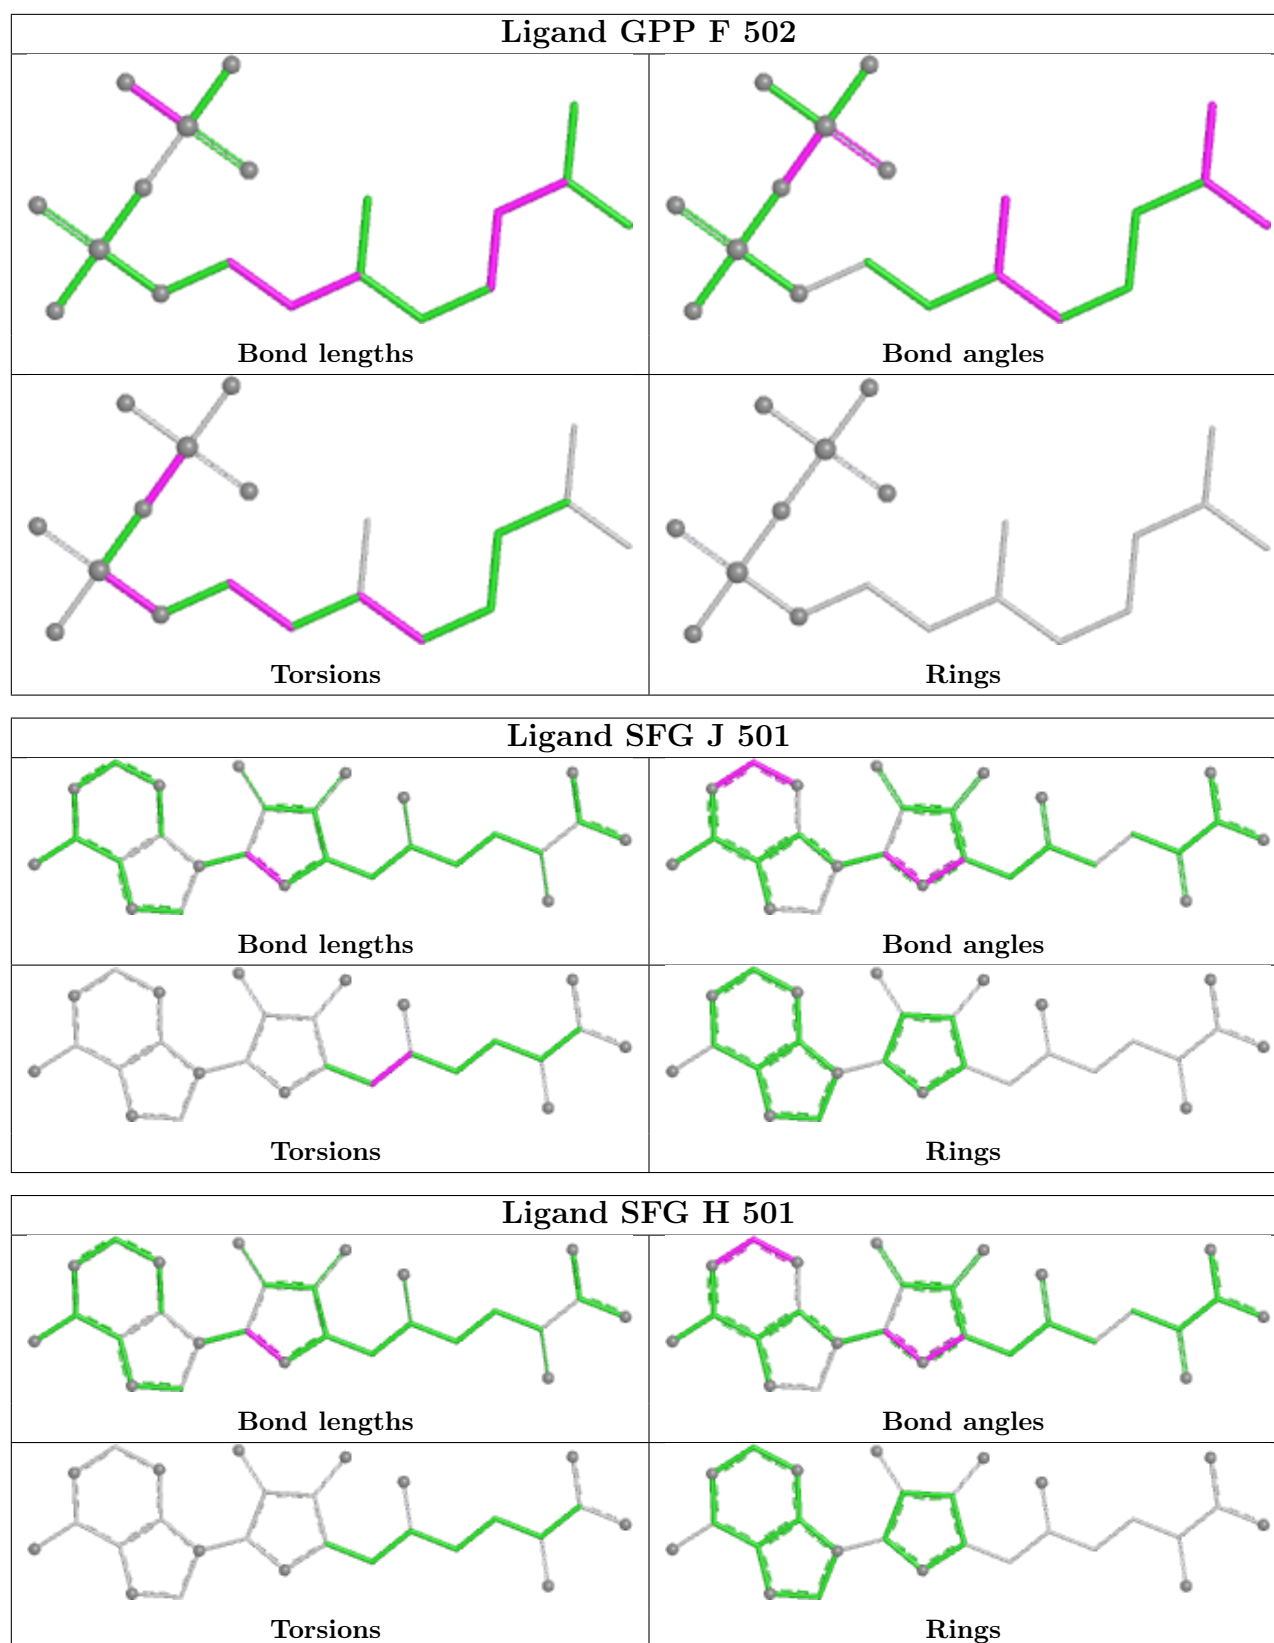 Ligand GPP F 502
Bond lengths
Bond angles
Torsions
Rings
Ligand SFG J 501
Bond lengths
Bond angles
Torsions
Rings
Ligand SFG H 501
Bond lengths
Bond angles
Torsions
Rings